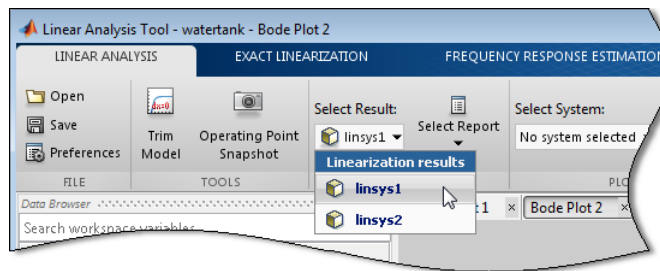 Linear Analysis Tool - watertank - Bode Plot 2
LINEAR ANALYSIS
EXACT LINEARIZATION
FREQUENCY RESPONSE ESTIMATION
Open
Save
Preferences
FILE
Trim
Model
Operating Point
Snapshot
TOOLS
Select Result:
linsys1
Select Report
Linearization results
linsys1
linsys2
Select System:
No system selected
Data Browser
Search workspace variables
1
Bode Plot 2